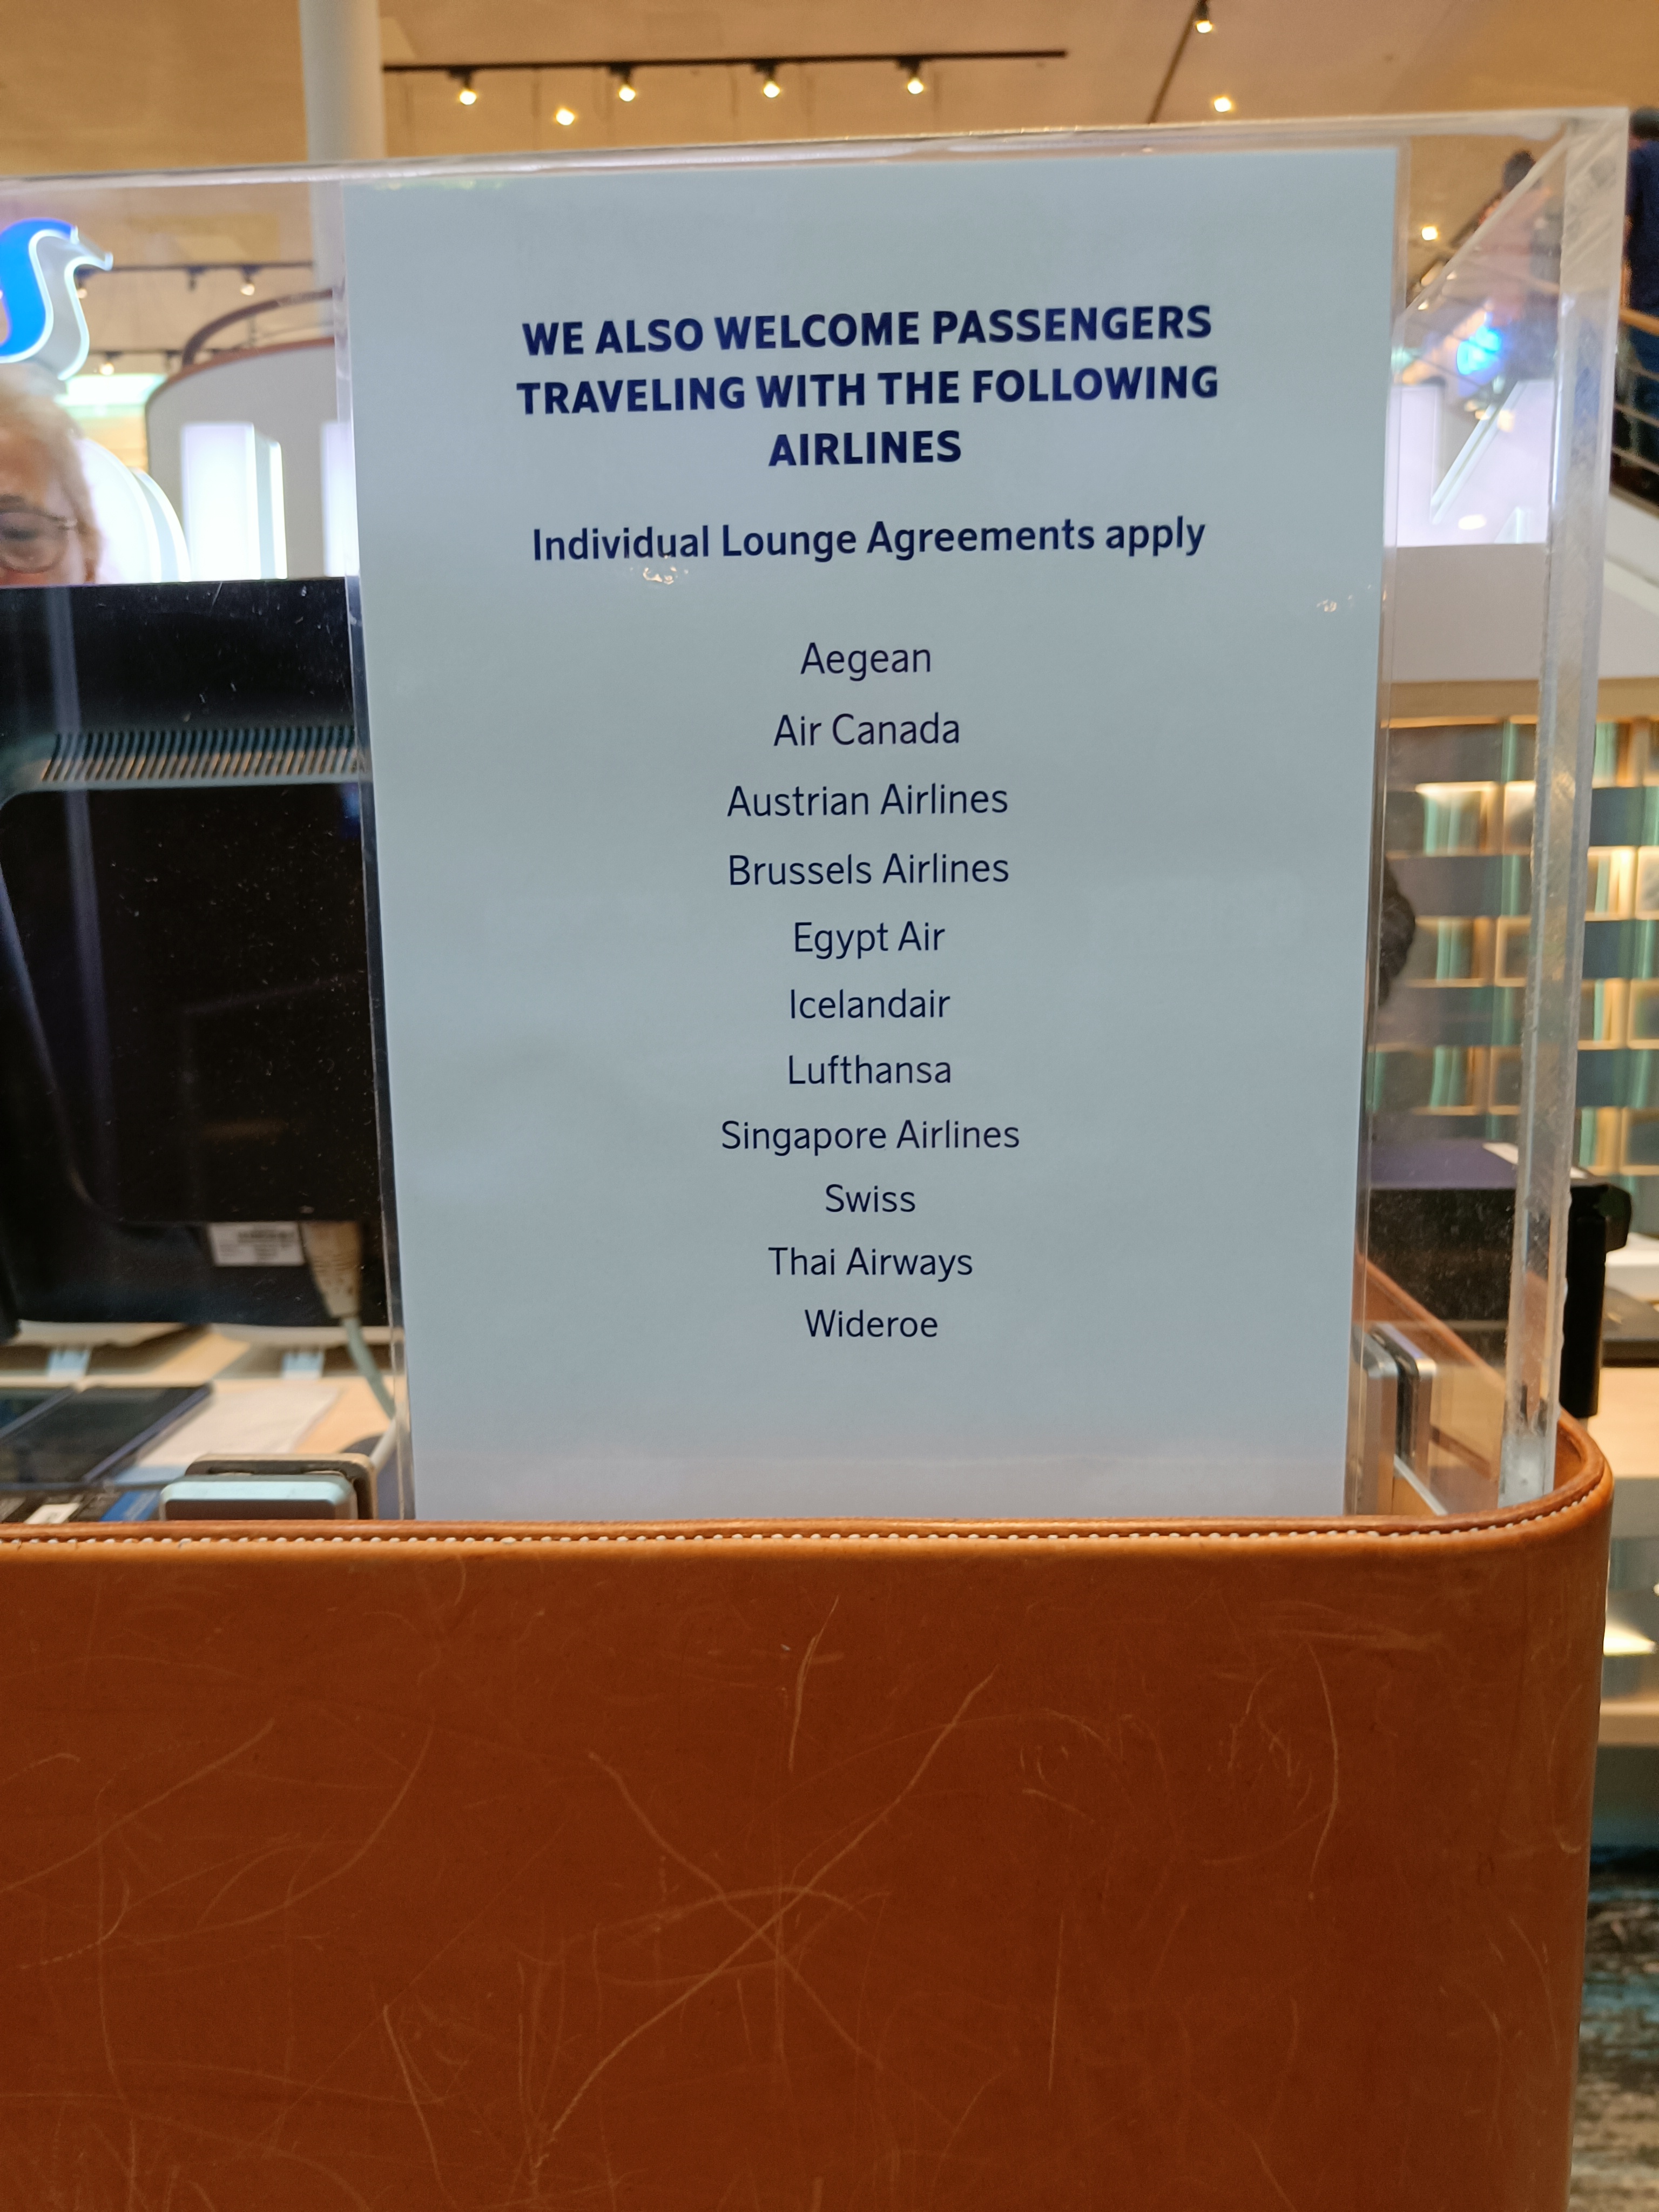 WE ALSO WELCOME PASSENGERS
TRAVELING WITH THE FOLLOWING
AIRLINES
Individual Lounge Agreements apply
Aegean
Air Canada
Austrian Airlines
Brussels Airlines
Egypt Air
Icelandair
Lufthansa
Singapore Airlines
Swiss
Thai Airways
Wideroe